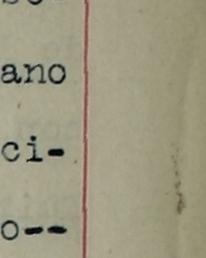 ano
ci-
o--